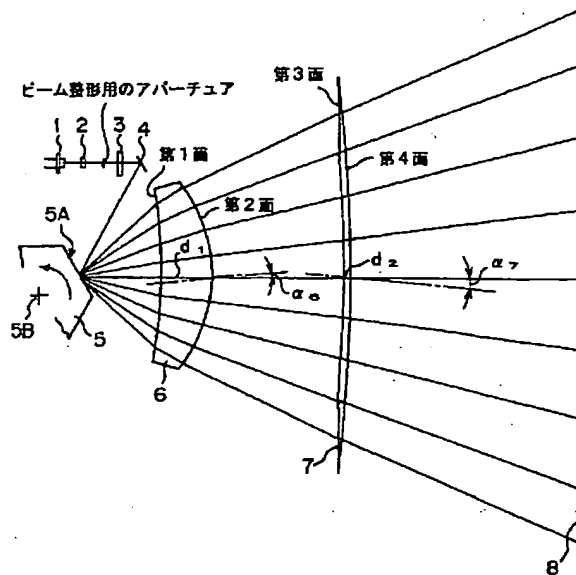 ビーム整形用のアパーチュア
1 2 3 4
第1面
第2面
第3面
第4面
5A
5B
5
6
7
8
d₁
α₆
d₂
α₇